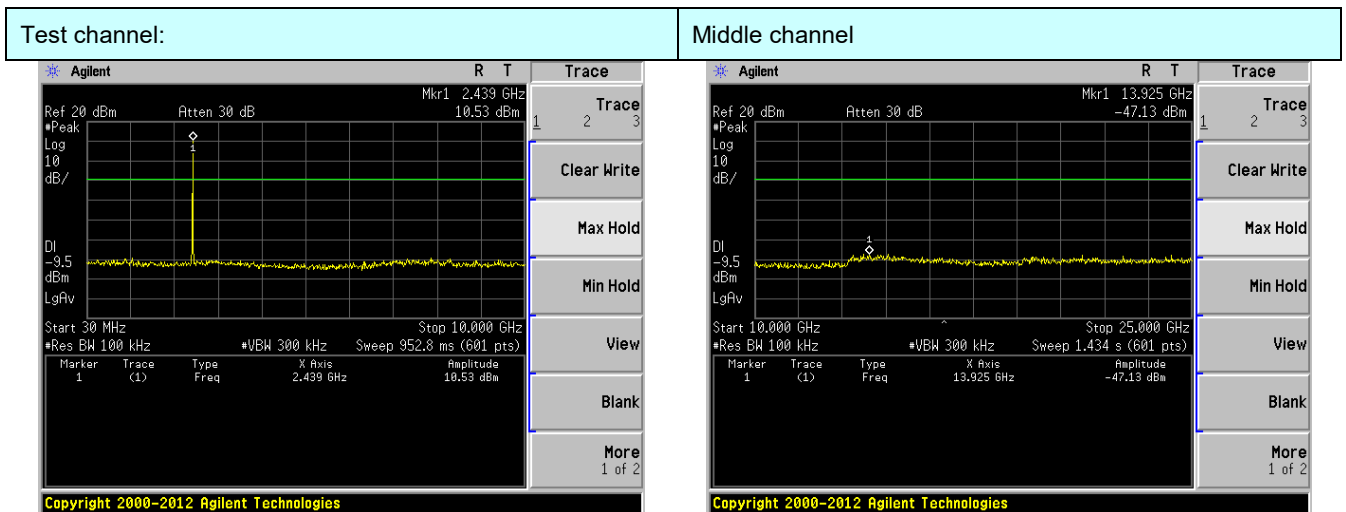 Test channel:
Middle channel
Agilent
R T
Trace
Mkr1 2.439 GHz
Ref 20 dBm
Atten 30 dB
10.53 dBm
#Peak
Log
10
dB/
1
DI
-9.5
dBm
LgAv
Start 30 MHz
Stop 10.000 GHz
#Res BW 100 kHz
#VBW 300 kHz
Sweep 952.8 ms (601 pts)
Marker Trace Type X Axis Amplitude
1 (1) Freq 2.439 GHz 10.53 dBm
Trace
1 2 3
Clear Write
Max Hold
Min Hold
View
Blank
More
1 of 2
Copyright 2000-2012 Agilent Technologies
Agilent
R T
Trace
Mkr1 13.925 GHz
Ref 20 dBm
Atten 30 dB
-47.13 dBm
#Peak
Log
10
dB/
1
DI
-9.5
dBm
LgAv
Start 10.000 GHz
Stop 25.000 GHz
#Res BW 100 kHz
#VBW 300 kHz
Sweep 1.434 s (601 pts)
Marker Trace Type X Axis Amplitude
1 (1) Freq 13.925 GHz -47.13 dBm
Trace
1 2 3
Clear Write
Max Hold
Min Hold
View
Blank
More
1 of 2
Copyright 2000-2012 Agilent Technologies